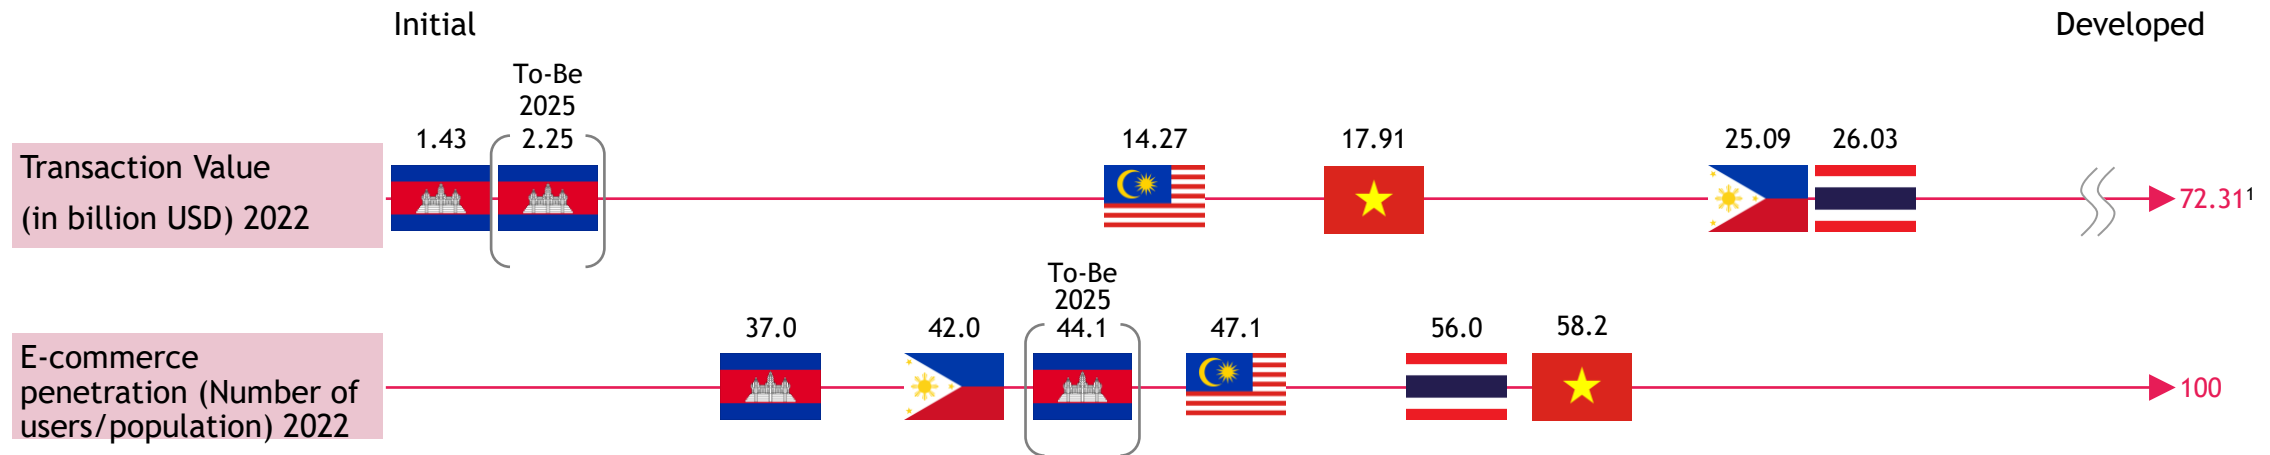 Initial
Developed
To-Be
2025
1.43
2.25
14.27
17.91
25.09
26.03
Transaction Value
(in billion USD) 2022
72.31¹
To-Be
2025
37.0
42.0
44.1
47.1
56.0
58.2
E-commerce
penetration (Number of
users/population) 2022
100